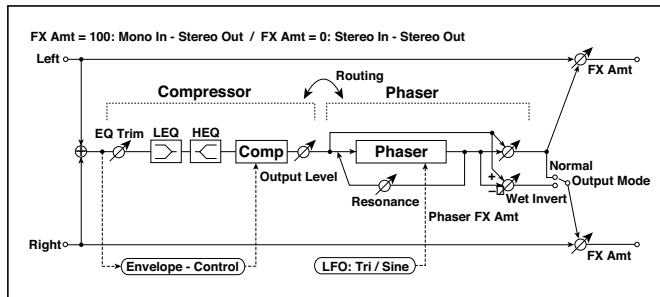 FX Amt = 100: Mono In - Stereo Out / FX Amt = 0: Stereo In - Stereo Out
Left
FX Amt
Routing
Compressor
Phaser
EQ Trim
LEQ
HEQ
Comp
Phaser
Normal
Output Mode
Output Level
+
−
Wet Invert
Resonance
Phaser FX Amt
Right
FX Amt
Envelope - Control
LFO: Tri / Sine